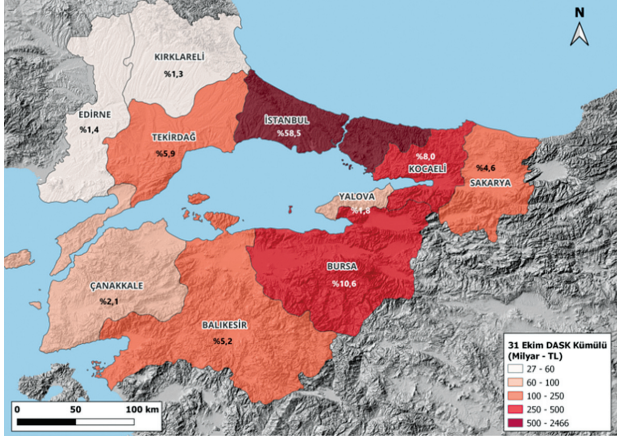 N
KIRKLARELİ
%1,3
EDİRNE
%1,4
TEKİRDAĞ
%5,9
İSTANBUL
%58,5
%8,0
KOCAELİ
%4,6
SAKARYA
YALOVA
%1,8
BURSA
%10,6
ÇANAKKALE
%2,1
BALIKESİR
%5,2
31 Ekim DASK Kümülü
(Milyar - TL)
27 - 60
60 - 100
100 - 250
250 - 500
500 - 2466
0 50 100 km